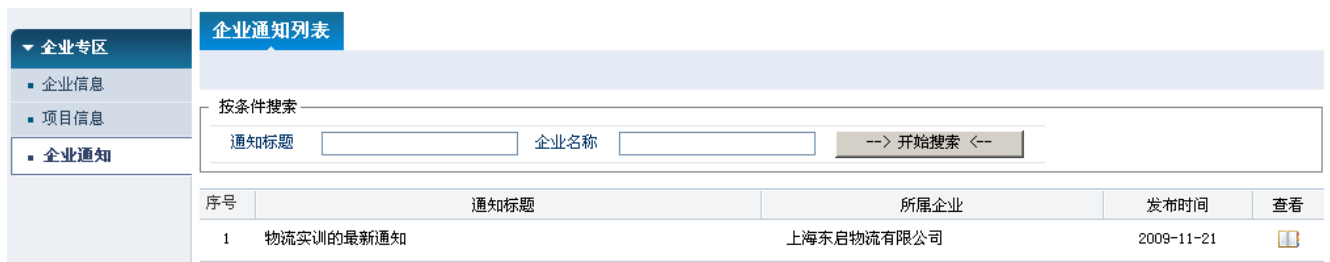 企业专区
企业信息
项目信息
企业通知
企业通知列表
按条件搜索
通知标题 企业名称 --> 开始搜索 <--
序号 通知标题 所属企业 发布时间 查看
1 物流实训的最新通知 上海东启物流有限公司 2009-11-21